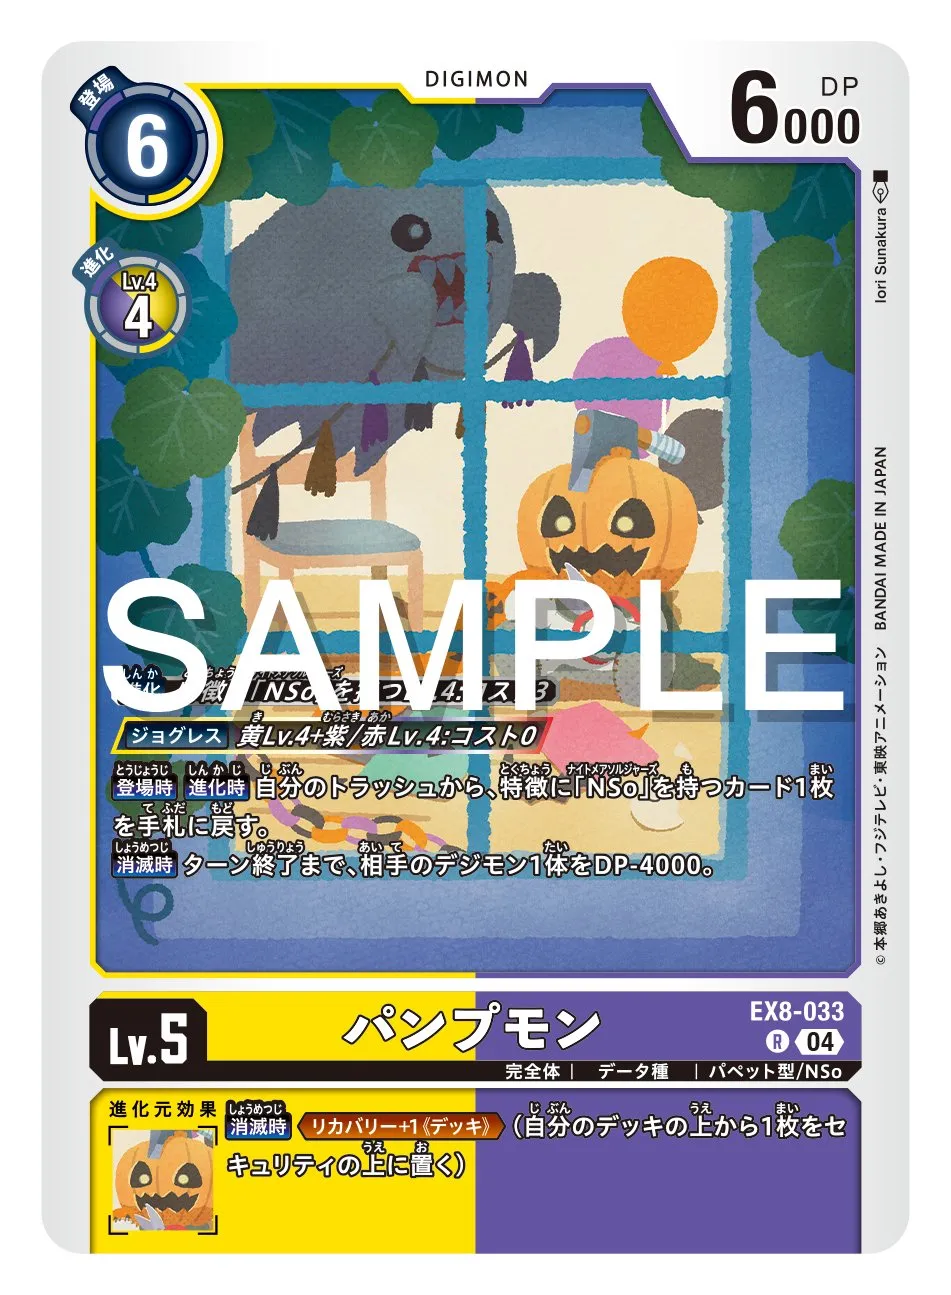 DIGIMON
登場
6
DP
6000
進化
Lv.4
4
Iori Sunakura
BANDAI MADE IN JAPAN
©本郷あきよし・フジテレビ・東映アニメーション
SAMPLE
ジョグレス 黄Lv.4+紫/赤Lv.4:コスト0
登場時 進化時 自分のトラッシュから、特徴に「NSo」を持つカード1枚
を手札に戻す。
消滅時 ターン終了まで、相手のデジモン1体をDP-4000。
Lv.5
パンプモン
EX8-033
R 04
完全体 | データ種 | パペット型/NSo
進化元効果
消滅時 リカバリー+1《デッキ》 (自分のデッキの上から1枚をセ
キュリティの上に置く)